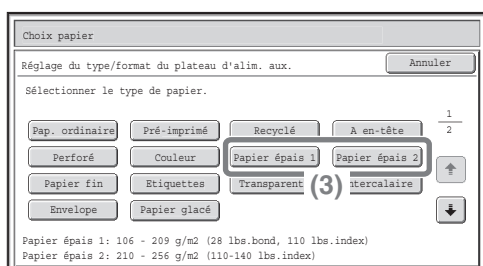 Choix papier
Réglage du type/format du plateau d'alim. aux. Annuler
Sélectionner le type de papier.
1
2
Pap. ordinaire Pré-imprimé Recyclé A en-tête
Perforé Couleur Papier épais 1 Papier épais 2
Papier fin Etiquettes Transparent (3) ntercalaire
Envelope Papier glacé
Papier épais 1: 106 - 209 g/m2 (28 lbs.bond, 110 lbs.index)
Papier épais 2: 210 - 256 g/m2 (110-140 lbs.index)